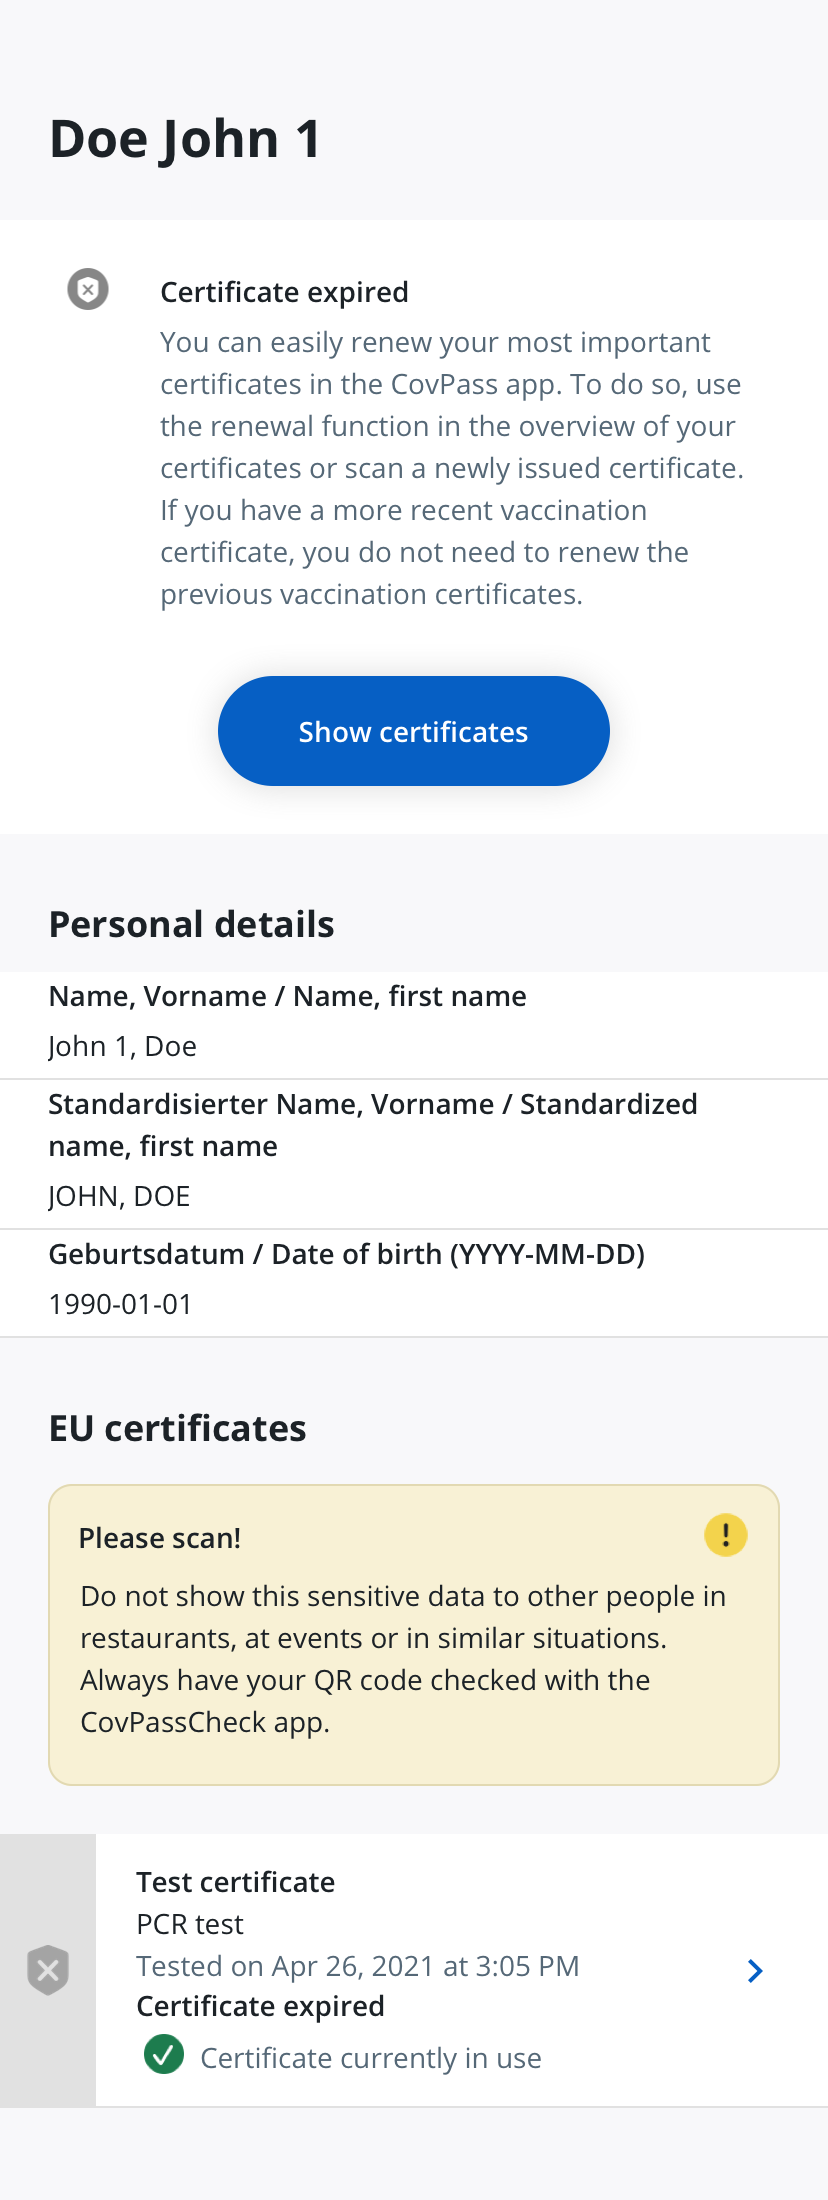 Doe John 1
Certificate expired
You can easily renew your most important
certificates in the CovPass app. To do so, use
the renewal function in the overview of your
certificates or scan a newly issued certificate.
If you have a more recent vaccination
certificate, you do not need to renew the
previous vaccination certificates.
Show certificates
Personal details
Name, Vorname / Name, first name
John 1, Doe
Standardisierter Name, Vorname / Standardized
name, first name
JOHN, DOE
Geburtsdatum / Date of birth (YYYY-MM-DD)
1990-01-01
EU certificates
Please scan!
Do not show this sensitive data to other people in
restaurants, at events or in similar situations.
Always have your QR code checked with the
CovPassCheck app.
Test certificate
PCR test
Tested on Apr 26, 2021 at 3:05 PM
Certificate expired
Certificate currently in use